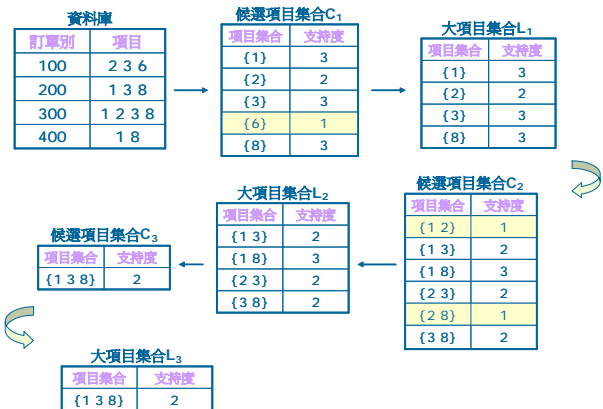 資料庫
訂單別 項目
100 2 3 6
200 1 3 8
300 1 2 3 8
400 1 8
候選項目集合C1
項目集合 支持度
{1} 3
{2} 2
{3} 3
{6} 1
{8} 3
大項目集合L1
項目集合 支持度
{1} 3
{2} 2
{3} 3
{8} 3
候選項目集合C2
項目集合 支持度
{1 2} 1
{1 3} 2
{1 8} 3
{2 3} 2
{2 8} 1
{3 8} 2
大項目集合L2
項目集合 支持度
{1 3} 2
{1 8} 3
{2 3} 2
{3 8} 2
候選項目集合C3
項目集合 支持度
{1 3 8} 2
大項目集合L3
項目集合 支持度
{1 3 8} 2